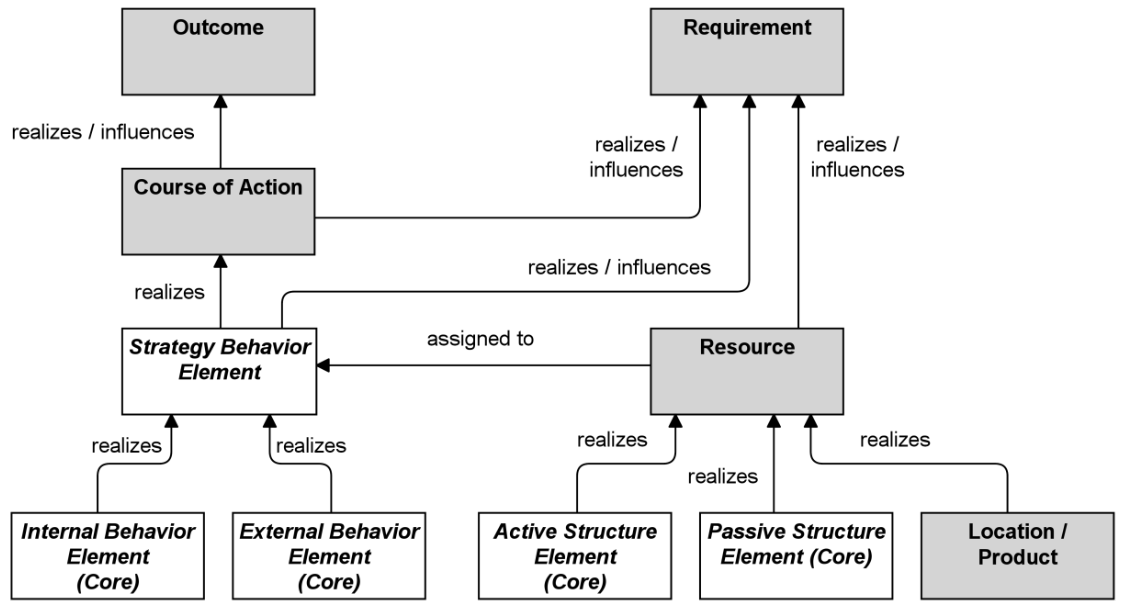 Outcome
Requirement
realizes / influences
realizes /
influences
realizes /
influences
Course of Action
realizes / influences
realizes
Strategy Behavior
Element
assigned to
Resource
realizes
realizes
realizes
realizes
realizes
Internal Behavior
Element
(Core)
External Behavior
Element
(Core)
Active Structure
Element
(Core)
Passive Structure
Element (Core)
Location /
Product